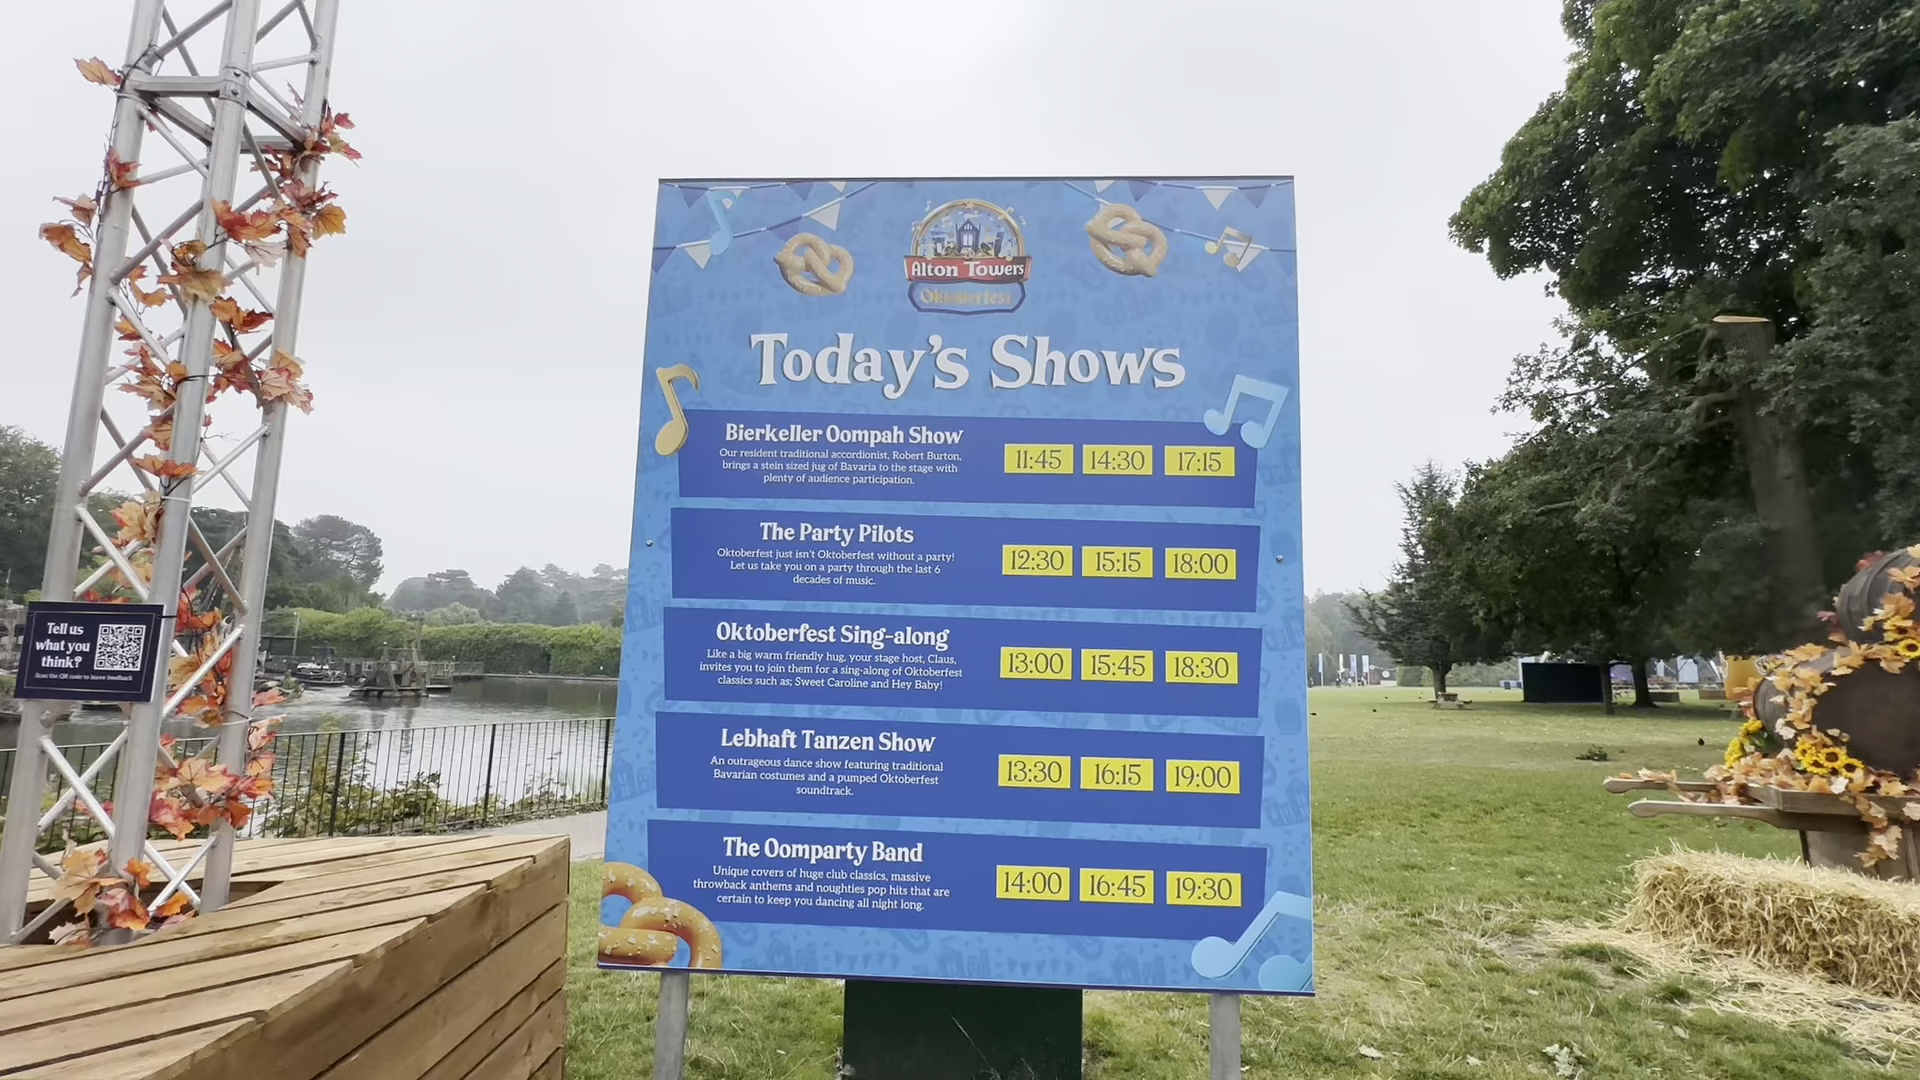 Alton Towers
Oktoberfest
Today's Shows
Bierkeller Oompah Show
Our resident traditional accordionist, Robert Burton,
brings a stein sized jug of Bavaria to the stage with
plenty of audience participation.
11:45 14:30 17:15
The Party Pilots
Oktoberfest just isn't Oktoberfest without a party!
Let us take you on a party through the last 6
decades of music.
12:30 15:15 18:00
Oktoberfest Sing-along
Like a big warm friendly hug, your stage host, Claus,
invites you to join them for a sing-along of Oktoberfest
classics such as; Sweet Caroline and Hey Baby!
13:00 15:45 18:30
Lebhaft Tanzen Show
An outrageous dance show featuring traditional
Bavarian costumes and a pumped Oktoberfest
soundtrack.
13:30 16:15 19:00
The Oomparty Band
Unique covers of huge club classics, massive
throwback anthems and noughties pop hits that are
certain to keep you dancing all night long.
14:00 16:45 19:30
Tell us
what you
think?
Scan the QR code to leave feedback